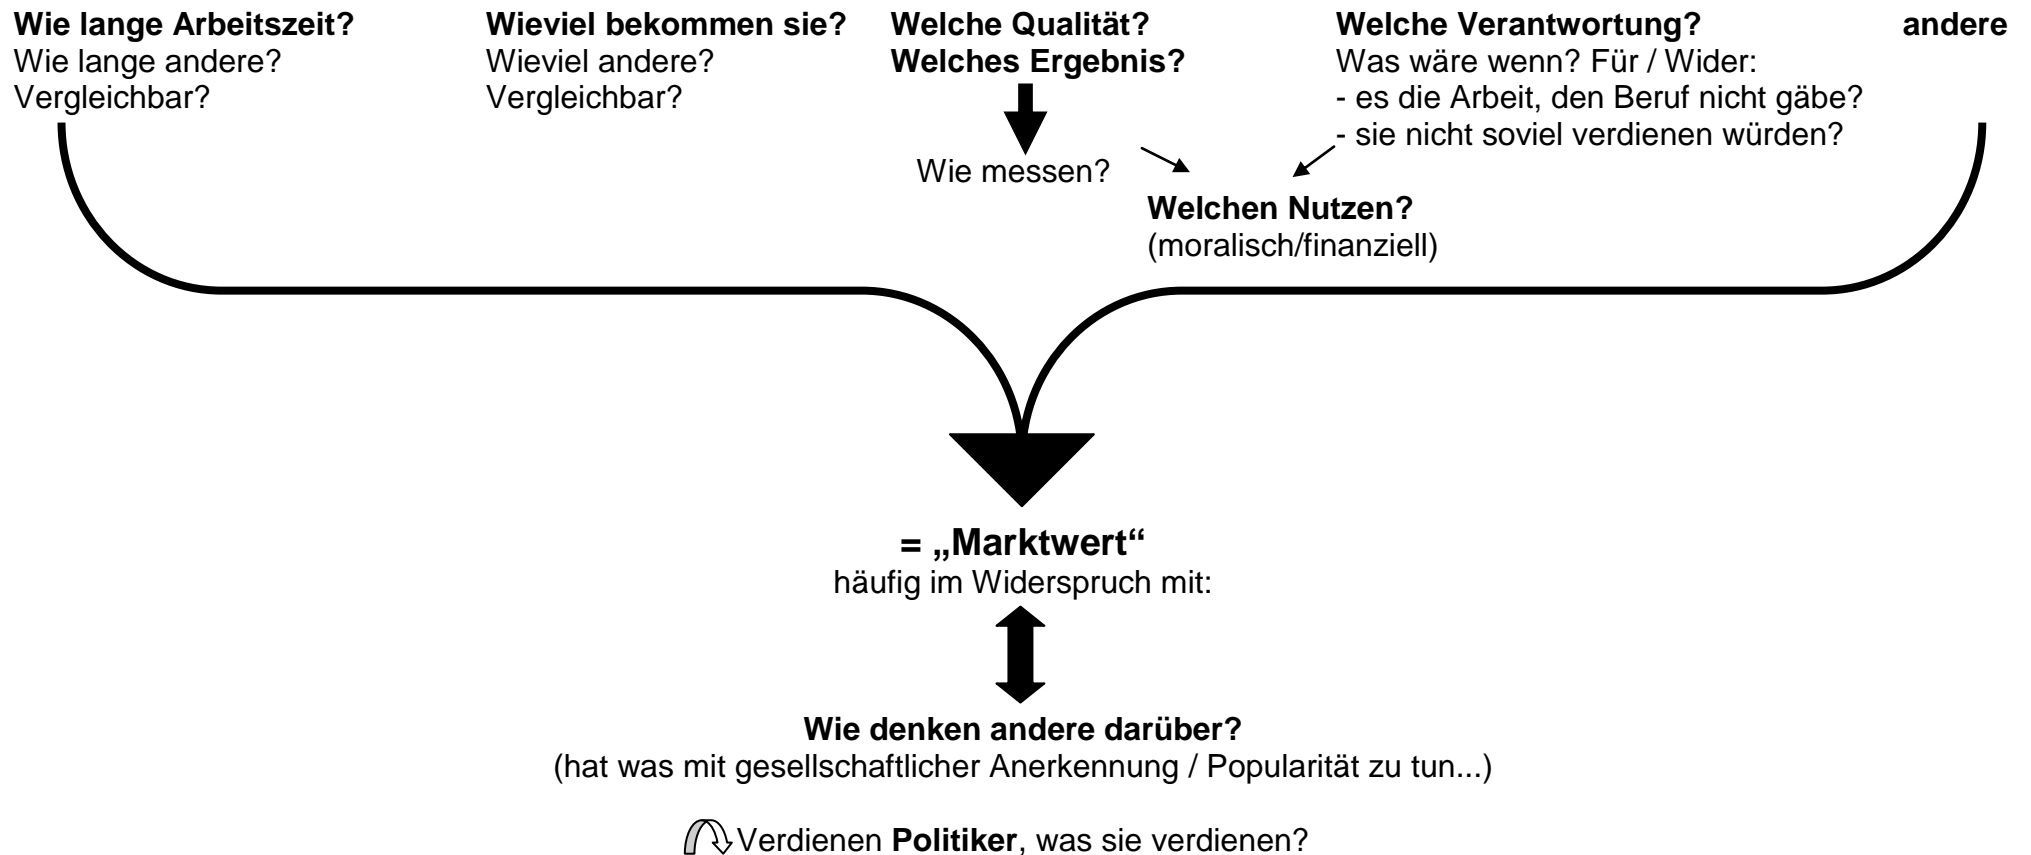 Wie lange Arbeitszeit?
Wie lange andere?
Vergleichbar?
Wieviel bekommen sie?
Wieviel andere?
Vergleichbar?
Welche Qualität?
Welches Ergebnis?
Wie messen?
Welche Verantwortung?
Was wäre wenn? Für / Wider:
- es die Arbeit, den Beruf nicht gäbe?
- sie nicht soviel verdienen würden?
andere
Welchen Nutzen?
(moralisch/finanziell)
= „Marktwert“
häufig im Widerspruch mit:
Wie denken andere darüber?
(hat was mit gesellschaftlicher Anerkennung / Popularität zu tun...)
Verdienen Politiker, was sie verdienen?